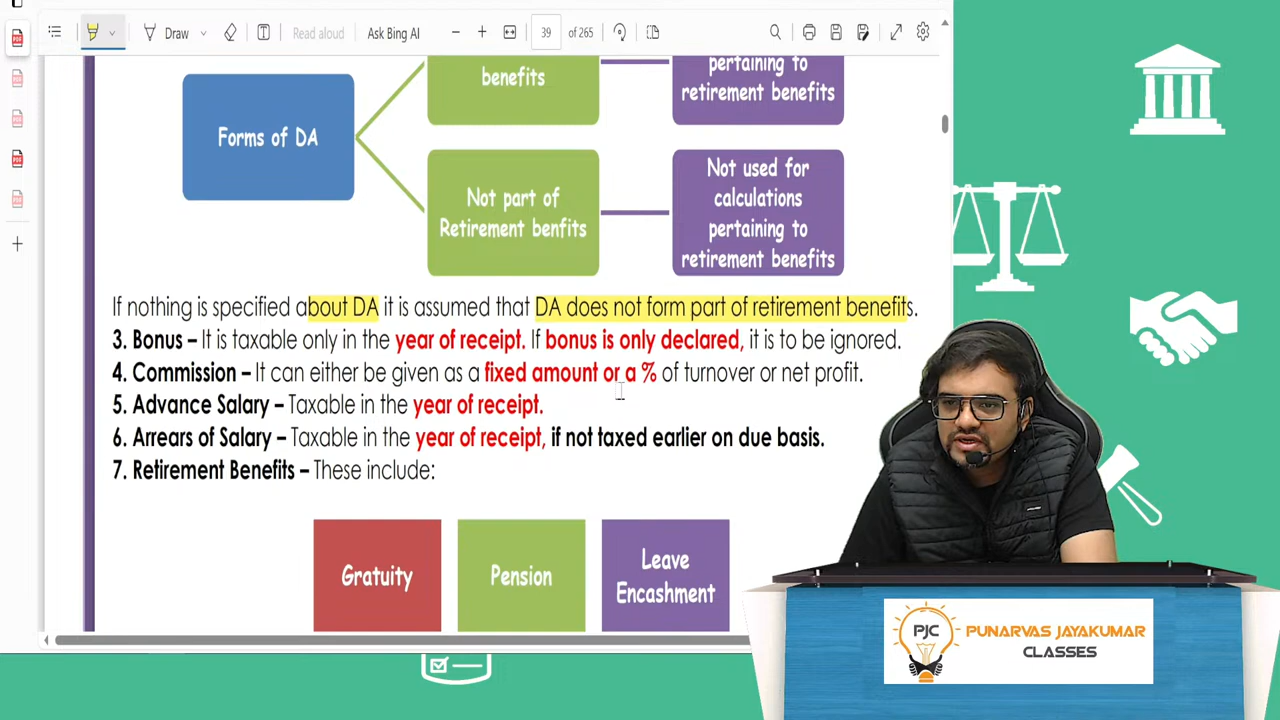 Draw
Read aloud
Ask Bing AI
39
of 265
benefits
pertaining to
retirement benefits
Forms of DA
Not part of
Retirement benfits
Not used for
calculations
pertaining to
retirement benefits
If nothing is specified about DA it is assumed that DA does not form part of retirement benefits.
3. Bonus – It is taxable only in the year of receipt. If bonus is only declared, it is to be ignored.
4. Commission – It can either be given as a fixed amount or a % of turnover or net profit.
5. Advance Salary – Taxable in the year of receipt.
6. Arrears of Salary – Taxable in the year of receipt, if not taxed earlier on due basis.
7. Retirement Benefits – These include:
Gratuity
Pension
Leave
Encashment
PJC
PUNARVAS JAYAKUMAR
CLASSES